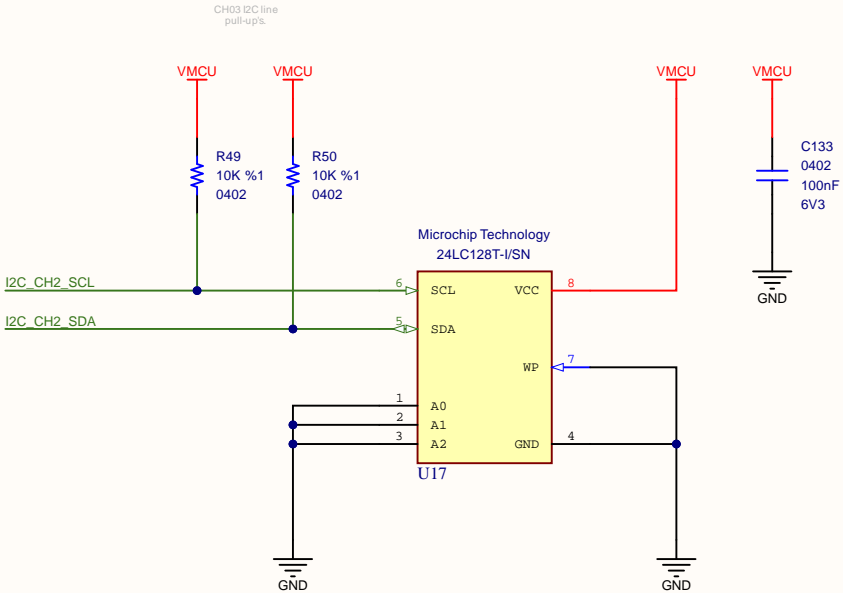 CH03 I2C line
pull-up's.
VMCU
VMCU
VMCU
VMCU
R49
10K %1
0402
R50
10K %1
0402
C133
0402
100nF
6V3
Microchip Technology
24LC128T-I/SN
I2C_CH2_SCL
6
SCL
VCC
8
GND
I2C_CH2_SDA
5
SDA
WP
7
1
A0
2
A1
3
A2
GND
4
U17
GND
GND